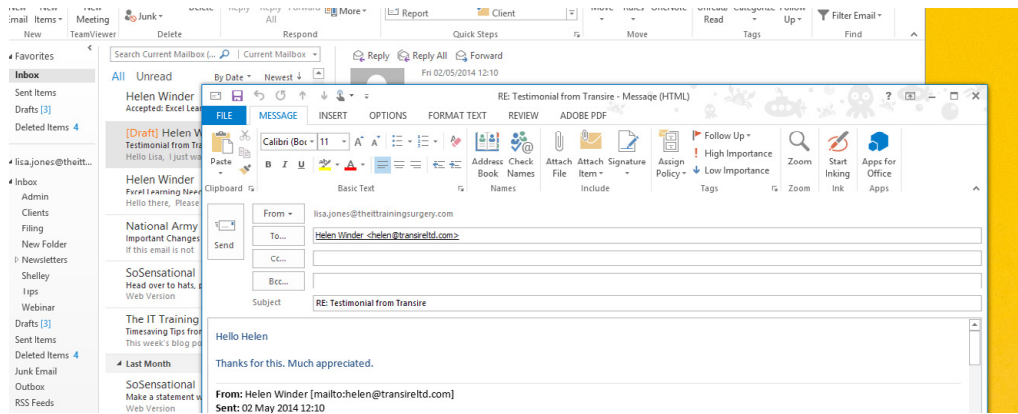 New New New
Email Items Meeting
Junk
Delete
Reply Reply Forward More
All
Report
Client
Move Rules OneNote
Unread/ Categorize Follow
Read Up
Filter Email
New TeamViewer Delete Respond Quick Steps Move Tags Find
Favorites
Inbox
Sent Items
Drafts [3]
Deleted Items 4
lisa.jones@theitt...
Inbox
Admin
Clients
Filing
New Folder
Newsletters
Shelley
Tips
Webinar
Drafts [3]
Sent Items
Deleted Items 4
Junk Email
Outbox
RSS Feeds
Search Current Mailbox (... Current Mailbox
All Unread By Date Newest
Helen Winder
Accepted: Excel Lear
[Draft] Helen W
Testimonial from Tra
Hello Lisa, I just wa
Helen Winder
Excel Learning Need
Hello there, Please
National Army
Important Changes
If this email is not
SoSensational
Head over to hats, p
Web Version
The IT Training
Timesaving Tips from
This week's blog po
Last Month
SoSensational
Make a statement w
Web Version
Reply Reply All Forward
Fri 02/05/2014 12:10
RE: Testimonial from Transire - Message (HTML)
FILE MESSAGE INSERT OPTIONS FORMAT TEXT REVIEW ADOBE PDF
Paste
Calibri (Boc 11
B I U
Address Book
Check Names
Attach File
Attach Item
Signature
Assign Policy
Follow Up
High Importance
Low Importance
Zoom
Start Inking
Apps for Office
Clipboard Basic Text Names Include Tags Zoom Ink Apps
Send
From lisa.jones@theittrainingsurgery.com
To... Helen Winder <helen@transireltd.com>
Cc...
Bcc...
Subject RE: Testimonial from Transire
Hello Helen
Thanks for this. Much appreciated.
From: Helen Winder [mailto:helen@transireltd.com]
Sent: 02 May 2014 12:10